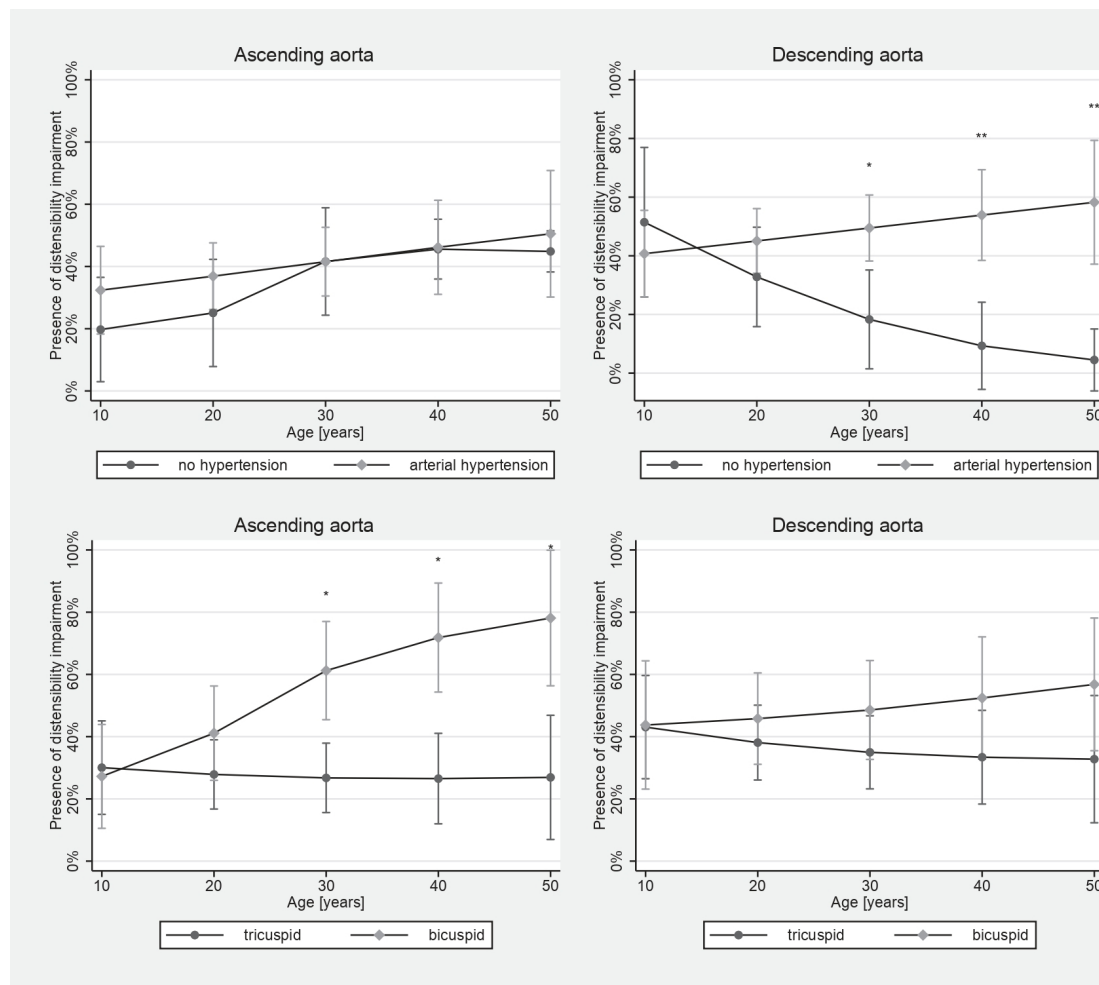 Ascending aorta
Presence of distensibility impairment
100%
80%
60%
40%
20%
0%
10 20 30 40 50
Age [years]
no hypertension arterial hypertension
Descending aorta
Presence of distensibility impairment
100%
80%
60%
40%
20%
0%
* ** **
10 20 30 40 50
Age [years]
no hypertension arterial hypertension
Ascending aorta
Presence of distensibility impairment
100%
80%
60%
40%
20%
0%
* * *
10 20 30 40 50
Age [years]
tricuspid bicuspid
Descending aorta
Presence of distensibility impairment
100%
80%
60%
40%
20%
0%
10 20 30 40 50
Age [years]
tricuspid bicuspid